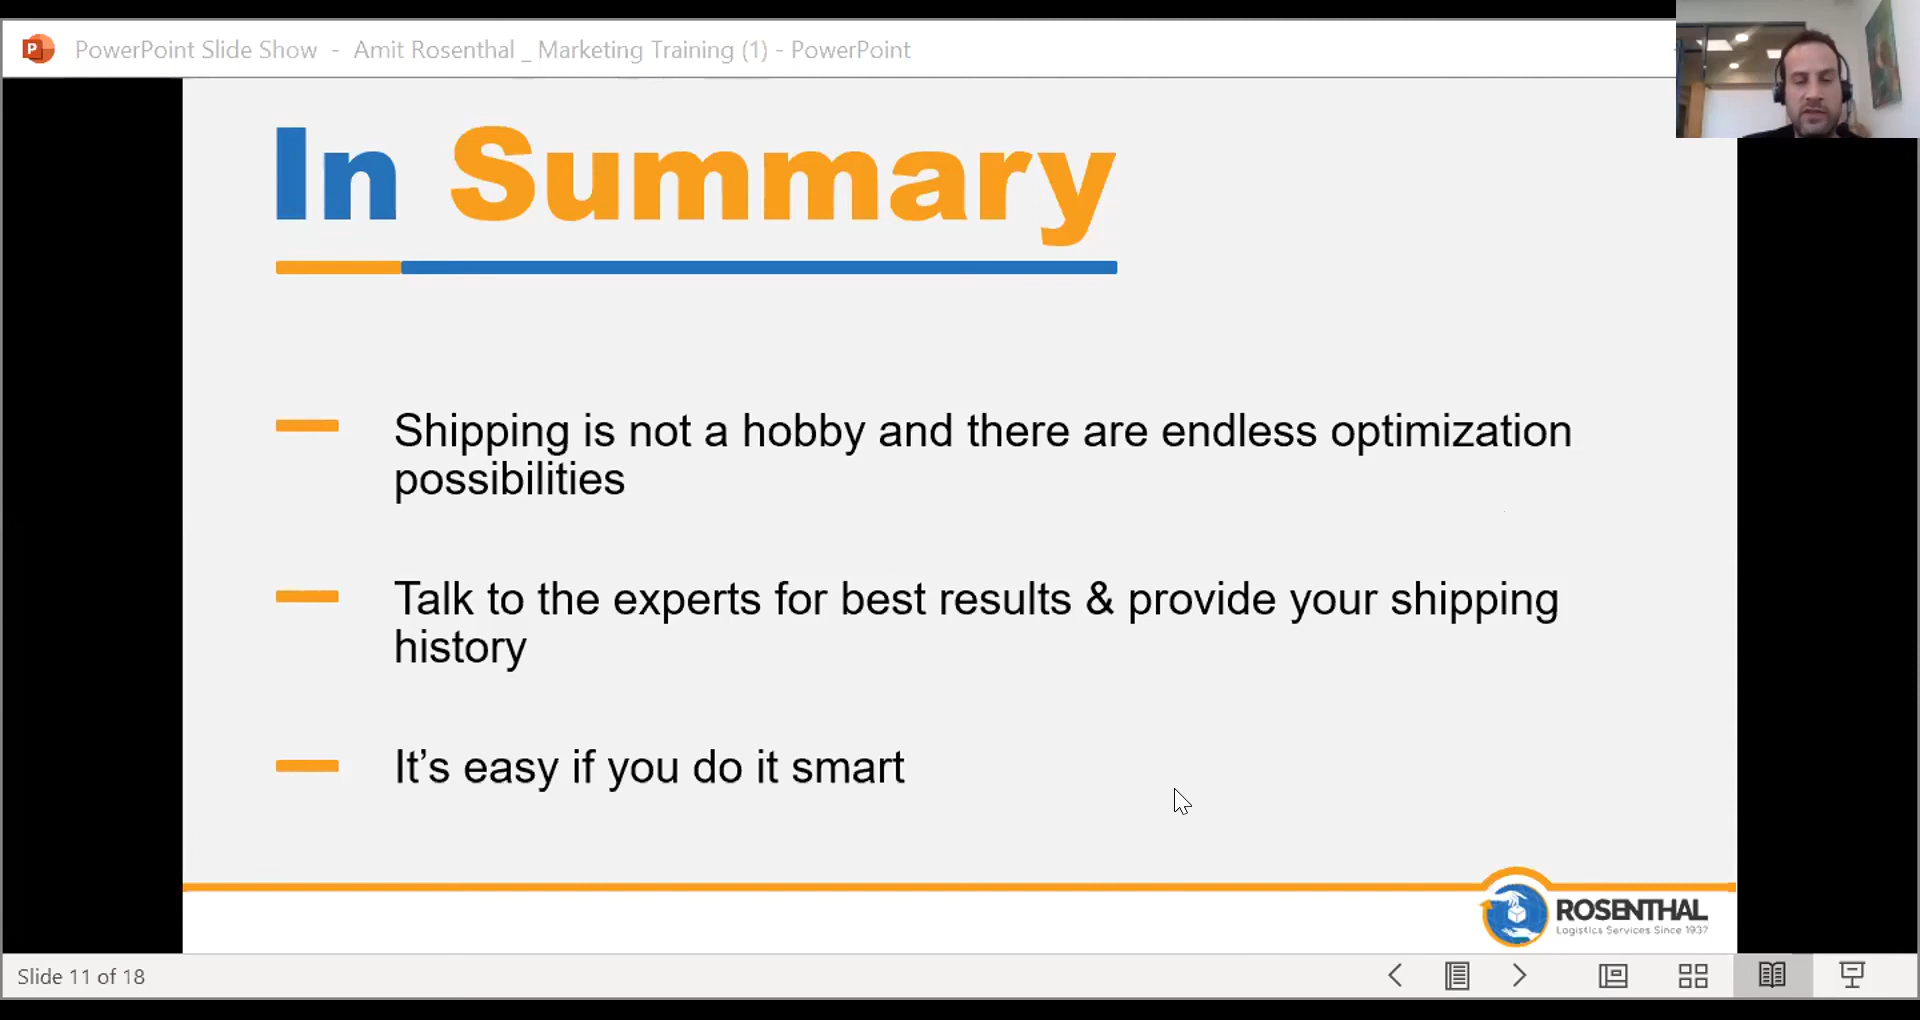 PowerPoint Slide Show - Amit Rosenthal _ Marketing Training (1) - PowerPoint
In Summary
Shipping is not a hobby and there are endless optimization
possibilities
Talk to the experts for best results & provide your shipping
history
It’s easy if you do it smart
ROSENTHAL
Logistics Services Since 1937
Slide 11 of 18